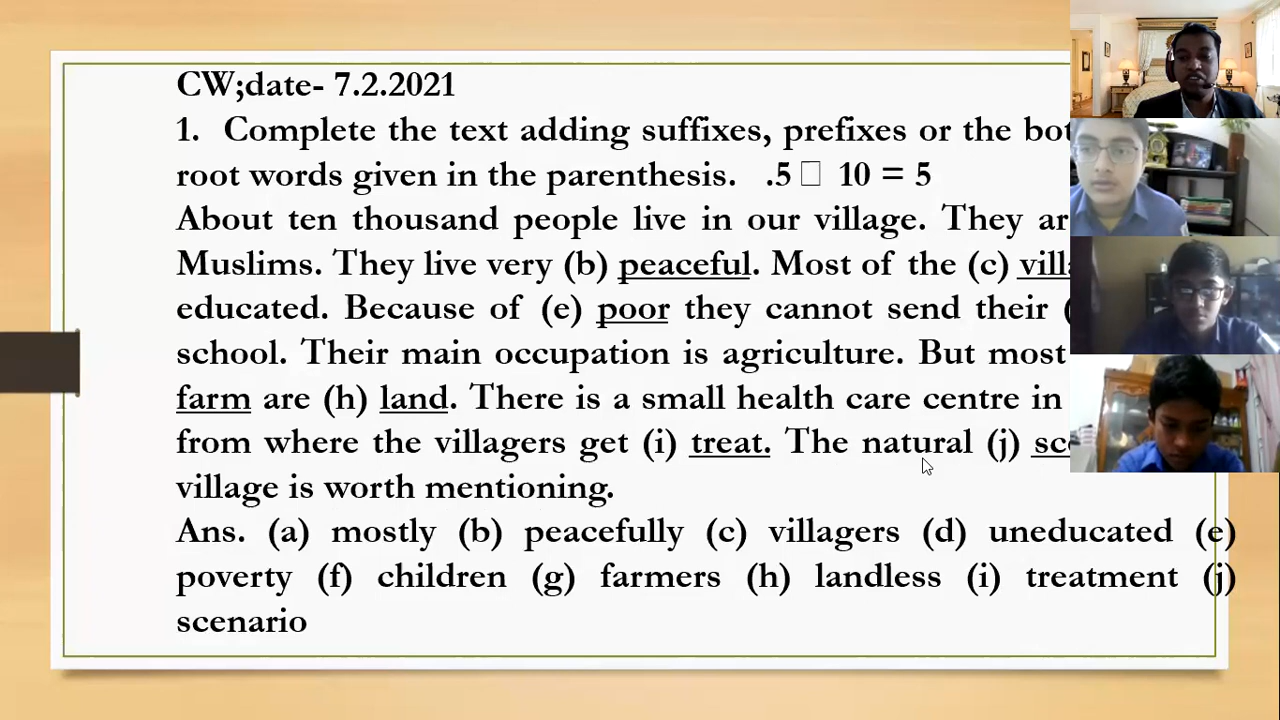 CW;date- 7.2.2021
1. Complete the text adding suffixes, prefixes or the
root words given in the parenthesis. .5 □ 10 = 5
About ten thousand people live in our village. They
Muslims. They live very (b) peaceful. Most of the (c)
educated. Because of (e) poor they cannot send their
school. Their main occupation is agriculture. But most
farm are (h) land. There is a small health care centre in
from where the villagers get (i) treat. The natural (j)
village is worth mentioning.
Ans. (a) mostly (b) peacefully (c) villagers (d) uneducated (e)
poverty (f) children (g) farmers (h) landless (i) treatment (j)
scenario